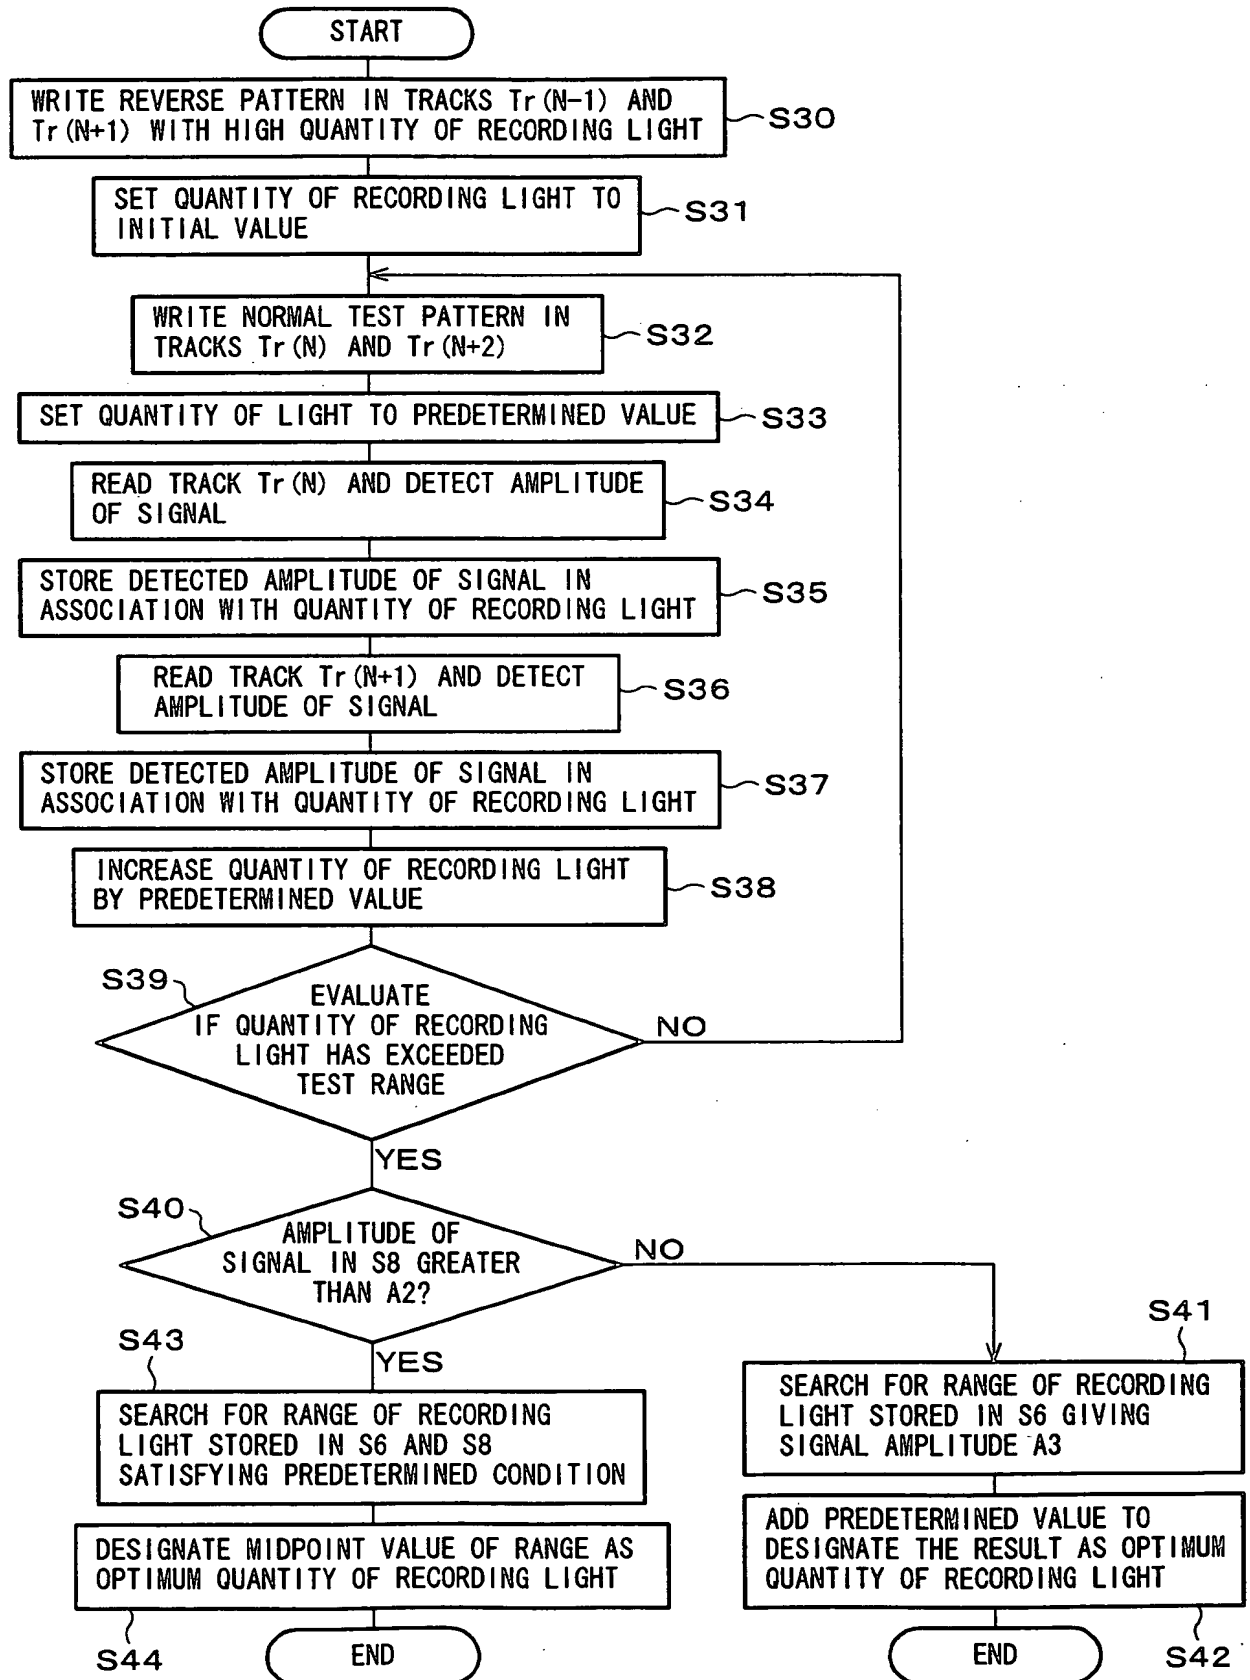 START
WRITE REVERSE PATTERN IN TRACKS Tr(N-1) AND
Tr(N+1) WITH HIGH QUANTITY OF RECORDING LIGHT
S30
SET QUANTITY OF RECORDING LIGHT TO
INITIAL VALUE
S31
WRITE NORMAL TEST PATTERN IN
TRACKS Tr(N) AND Tr(N+2)
S32
SET QUANTITY OF LIGHT TO PREDETERMINED VALUE
S33
READ TRACK Tr(N) AND DETECT AMPLITUDE
OF SIGNAL
S34
STORE DETECTED AMPLITUDE OF SIGNAL IN
ASSOCIATION WITH QUANTITY OF RECORDING LIGHT
S35
READ TRACK Tr(N+1) AND DETECT
AMPLITUDE OF SIGNAL
S36
STORE DETECTED AMPLITUDE OF SIGNAL IN
ASSOCIATION WITH QUANTITY OF RECORDING LIGHT
S37
INCREASE QUANTITY OF RECORDING LIGHT
BY PREDETERMINED VALUE
S38
S39
EVALUATE
IF QUANTITY OF RECORDING
LIGHT HAS EXCEEDED
TEST RANGE
NO
YES
S40
AMPLITUDE OF
SIGNAL IN S8 GREATER
THAN A2?
NO
YES
S43
SEARCH FOR RANGE OF RECORDING
LIGHT STORED IN S6 AND S8
SATISFYING PREDETERMINED CONDITION
DESIGNATE MIDPOINT VALUE OF RANGE AS
OPTIMUM QUANTITY OF RECORDING LIGHT
S44
END
S41
SEARCH FOR RANGE OF RECORDING
LIGHT STORED IN S6 GIVING
SIGNAL AMPLITUDE A3
ADD PREDETERMINED VALUE TO
DESIGNATE THE RESULT AS OPTIMUM
QUANTITY OF RECORDING LIGHT
S42
END